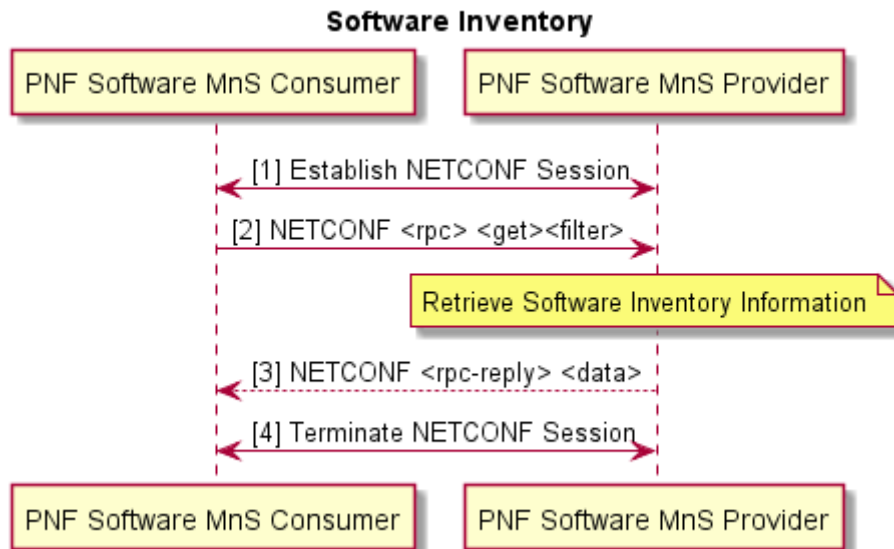 Software Inventory
PNF Software MnS Consumer
PNF Software MnS Provider
[1] Establish NETCONF Session
[2] NETCONF <rpc> <get><filter>
Retrieve Software Inventory Information
[3] NETCONF <rpc-reply> <data>
[4] Terminate NETCONF Session
PNF Software MnS Consumer
PNF Software MnS Provider